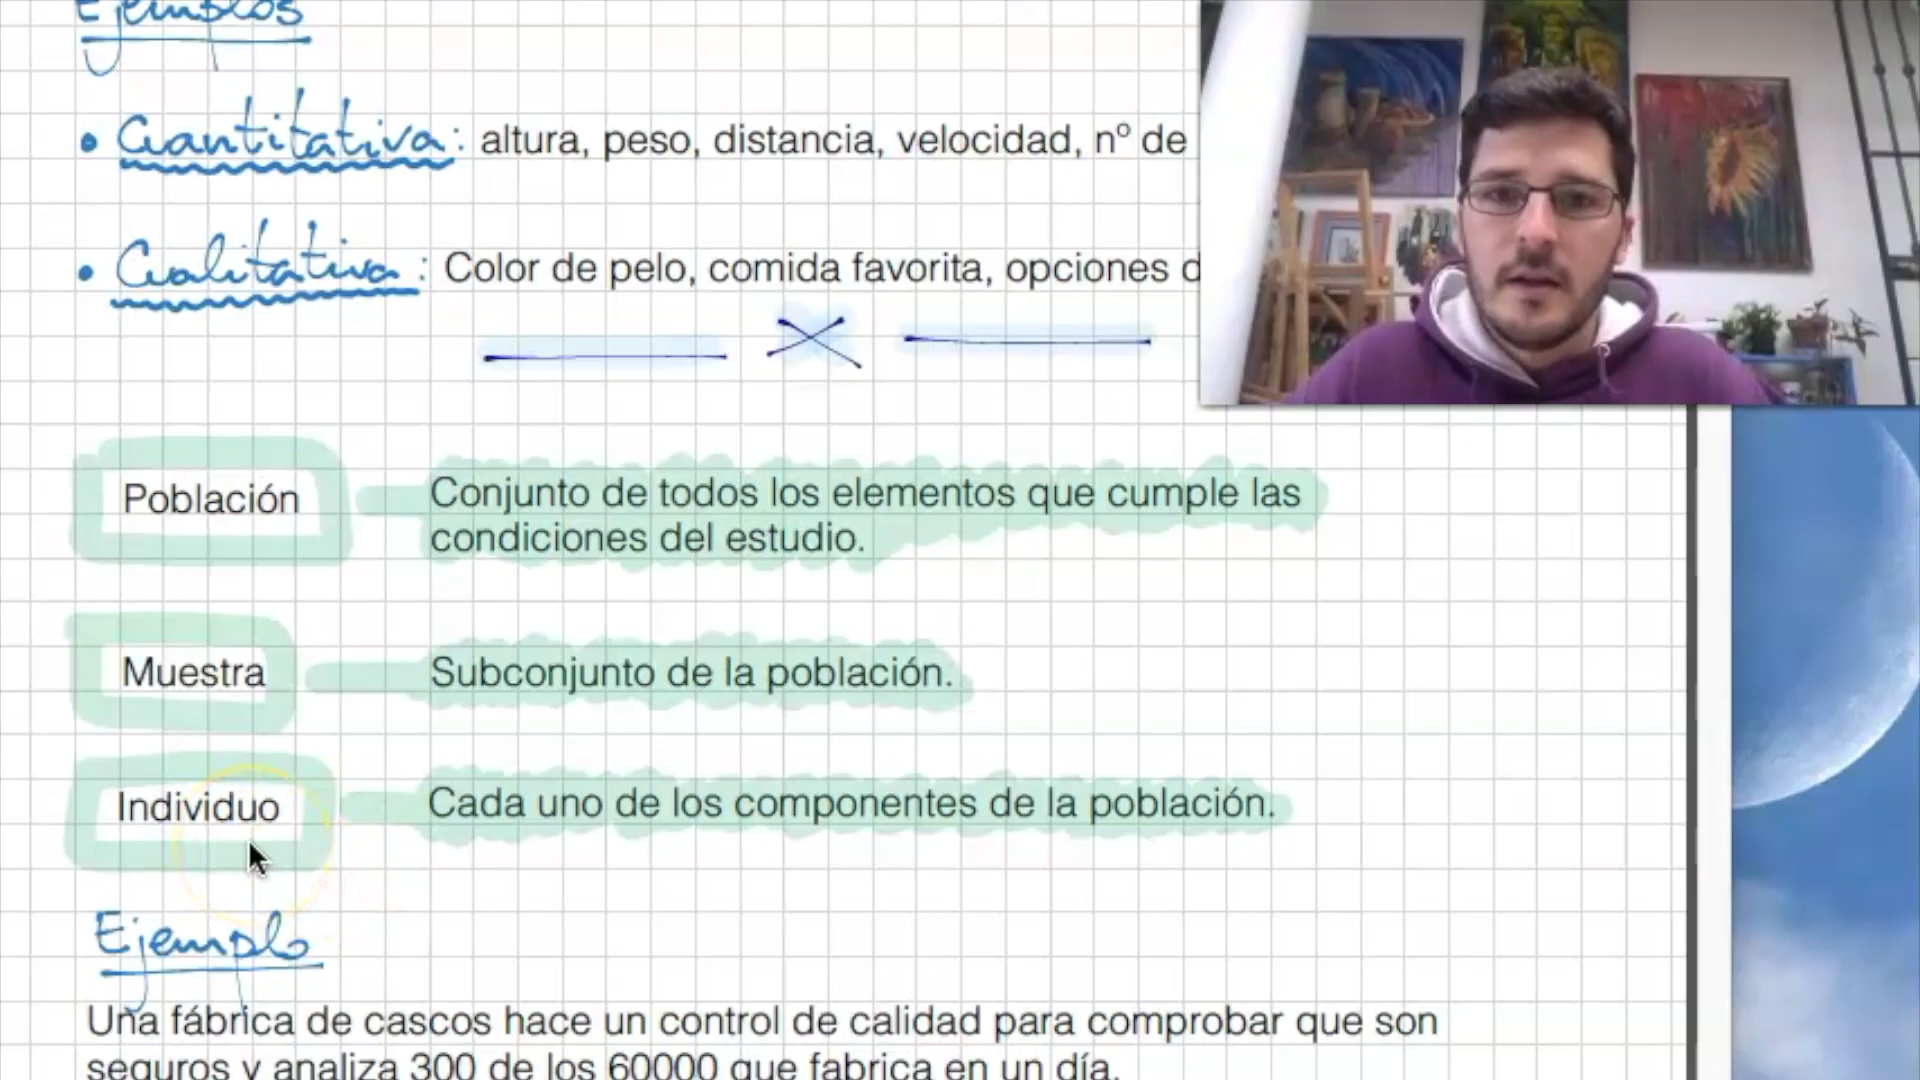 Ejemplos
• Cuantitativa: altura, peso, distancia, velocidad, nº de
• Cualitativa: Color de pelo, comida favorita, opciones d
Población
Conjunto de todos los elementos que cumple las
condiciones del estudio.
Muestra
Subconjunto de la población.
Individuo
Cada uno de los componentes de la población.
Ejemplo
Una fábrica de cascos hace un control de calidad para comprobar que son
seguros y analiza 300 de los 60000 que fabrica en un día.